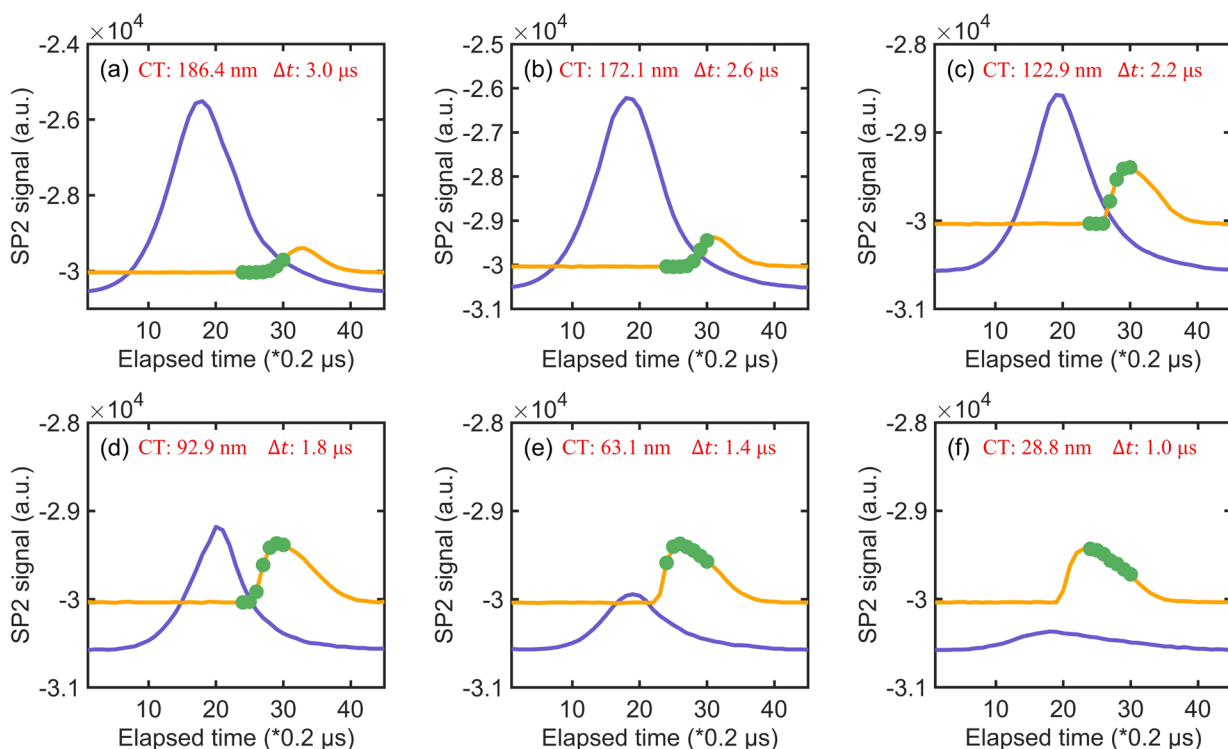 ×10⁴
-2.4
-2.6
-2.8
-3
SP2 signal (a.u.)
(a) CT: 186.4 nm Δt: 3.0 μs
10 20 30 40
Elapsed time (*0.2 μs)
×10⁴
-2.5
-2.6
-2.7
-2.8
-2.9
-3
-3.1
SP2 signal (a.u.)
(b) CT: 172.1 nm Δt: 2.6 μs
10 20 30 40
Elapsed time (*0.2 μs)
×10⁴
-2.8
-2.9
-3
-3.1
SP2 signal (a.u.)
(c) CT: 122.9 nm Δt: 2.2 μs
10 20 30 40
Elapsed time (*0.2 μs)
×10⁴
-2.8
-2.9
-3
-3.1
SP2 signal (a.u.)
(d) CT: 92.9 nm Δt: 1.8 μs
10 20 30 40
Elapsed time (*0.2 μs)
×10⁴
-2.8
-2.9
-3
-3.1
SP2 signal (a.u.)
(e) CT: 63.1 nm Δt: 1.4 μs
10 20 30 40
Elapsed time (*0.2 μs)
×10⁴
-2.8
-2.9
-3
-3.1
SP2 signal (a.u.)
(f) CT: 28.8 nm Δt: 1.0 μs
10 20 30 40
Elapsed time (*0.2 μs)